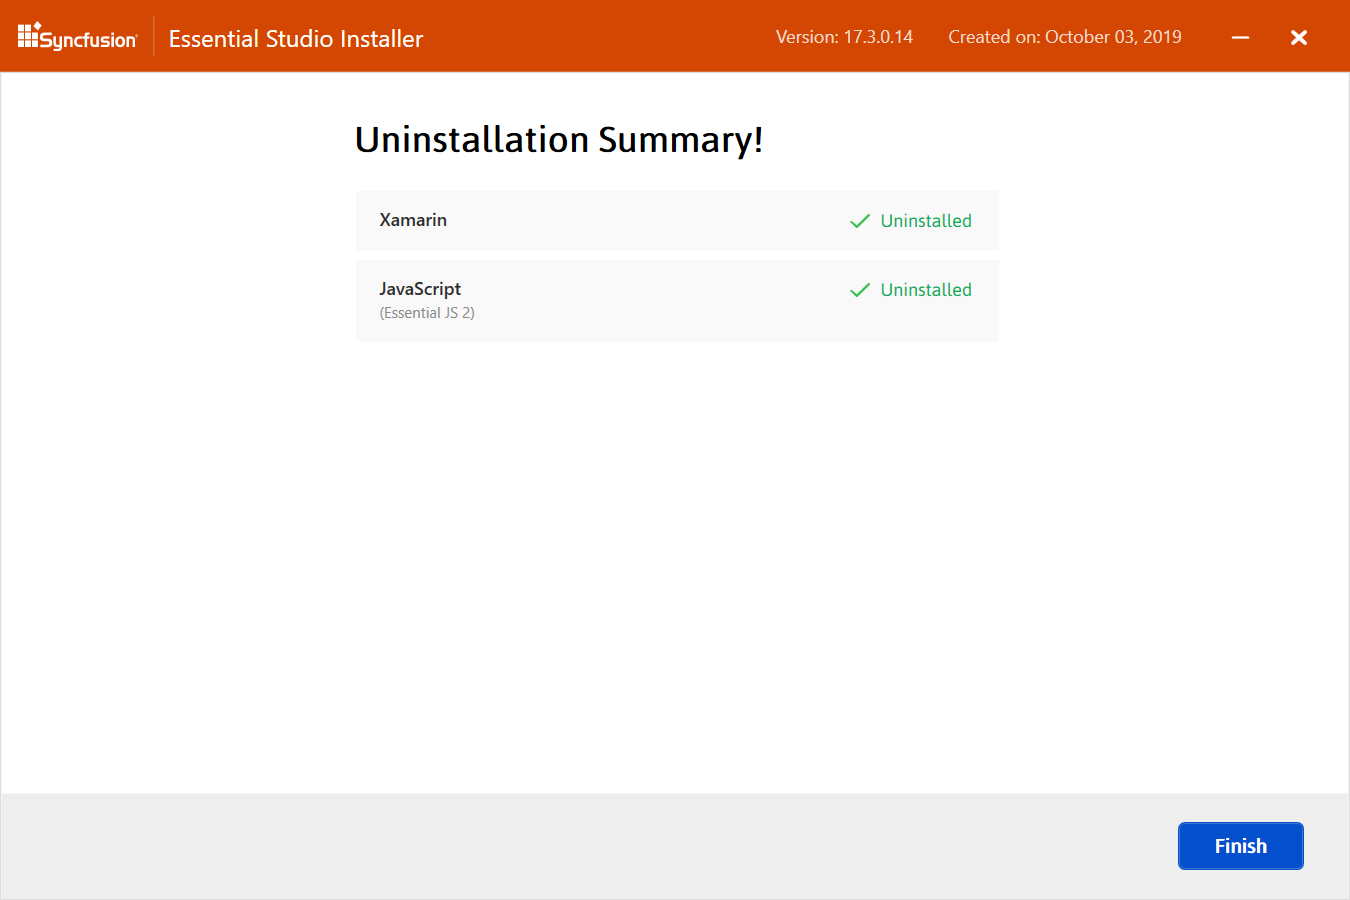 Syncfusion
Essential Studio Installer
Version: 17.3.0.14
Created on: October 03, 2019
Uninstallation Summary!
Xamarin
Uninstalled
JavaScript
Uninstalled
(Essential JS 2)
Finish